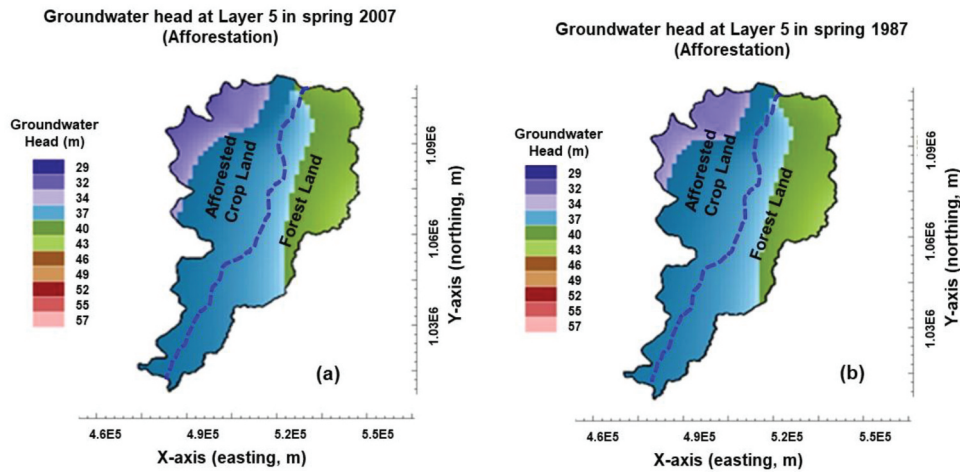 Groundwater head at Layer 5 in spring 2007
(Afforestation)
Groundwater
Head (m)
29
32
34
37
40
43
46
49
52
55
57
Afforested
Crop Land
Forest Land
(a)
1.09E6
1.06E6
1.03E6
Y-axis (northing, m)
4.6E5
4.9E5
5.2E5
5.5E5
X-axis (easting, m)
Groundwater head at Layer 5 in spring 1987
(Afforestation)
Groundwater
Head (m)
29
32
34
37
40
43
46
49
52
55
57
Afforested
Crop Land
Forest Land
(b)
1.09E6
1.06E6
1.03E6
Y-axis (northing, m)
4.6E5
4.9E5
5.2E5
5.5E5
X-axis (easting, m)